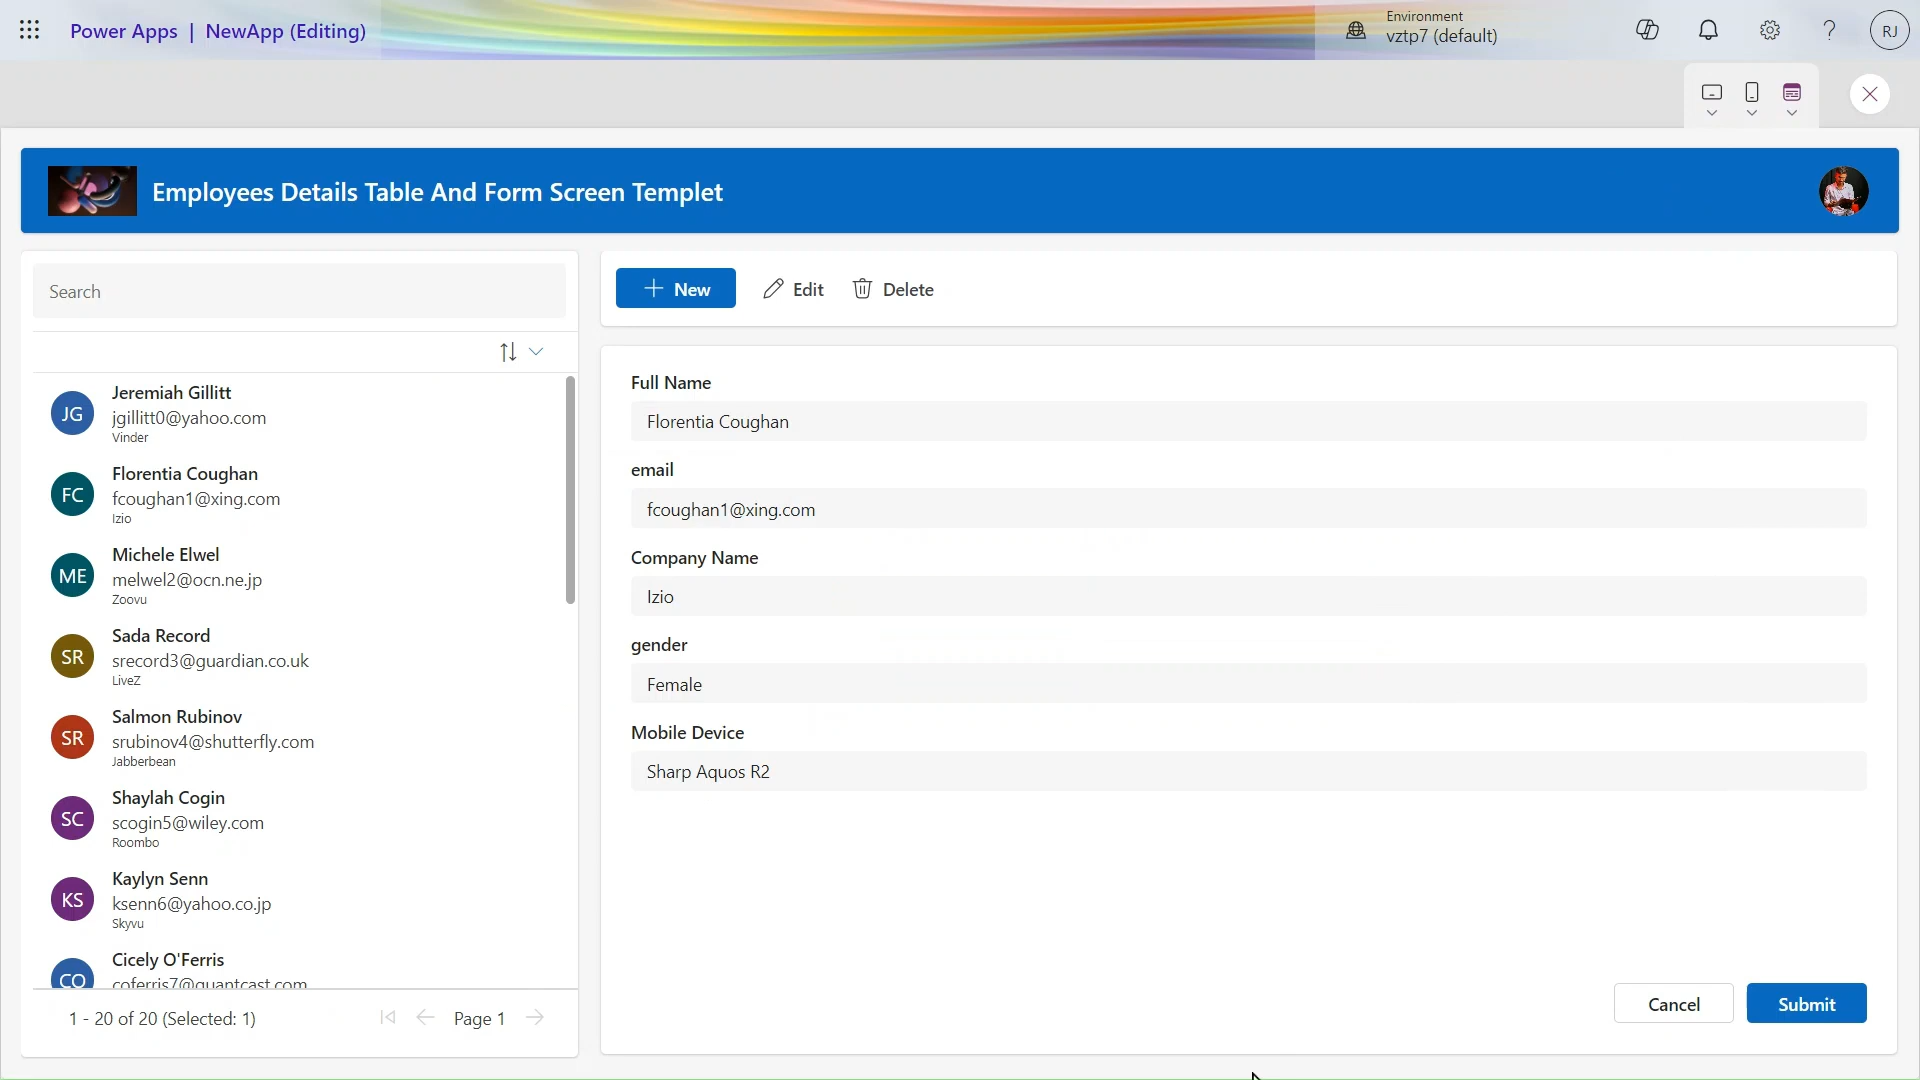 Power Apps | NewApp (Editing)
Environment
vztp7 (default)
RJ
Employees Details Table And Form Screen Templet
Search
JG
Jeremiah Gillitt
jgillitt0@yahoo.com
Vinder
FC
Florentia Coughan
fcoughan1@xing.com
Izio
ME
Michele Elwel
melwel2@ocn.ne.jp
Zoovu
SR
Sada Record
srecord3@guardian.co.uk
LiveZ
SR
Salmon Rubinov
srubinov4@shutterfly.com
Jabberbean
SC
Shaylah Cogin
scogin5@wiley.com
Roombo
KS
Kaylyn Senn
ksenn6@yahoo.co.jp
Skyvu
CO
Cicely O'Ferris
coferris7@quantcast.com
1 - 20 of 20 (Selected: 1)
Page 1
New
Edit
Delete
Full Name
Florentia Coughan
email
fcoughan1@xing.com
Company Name
Izio
gender
Female
Mobile Device
Sharp Aquos R2
Cancel
Submit